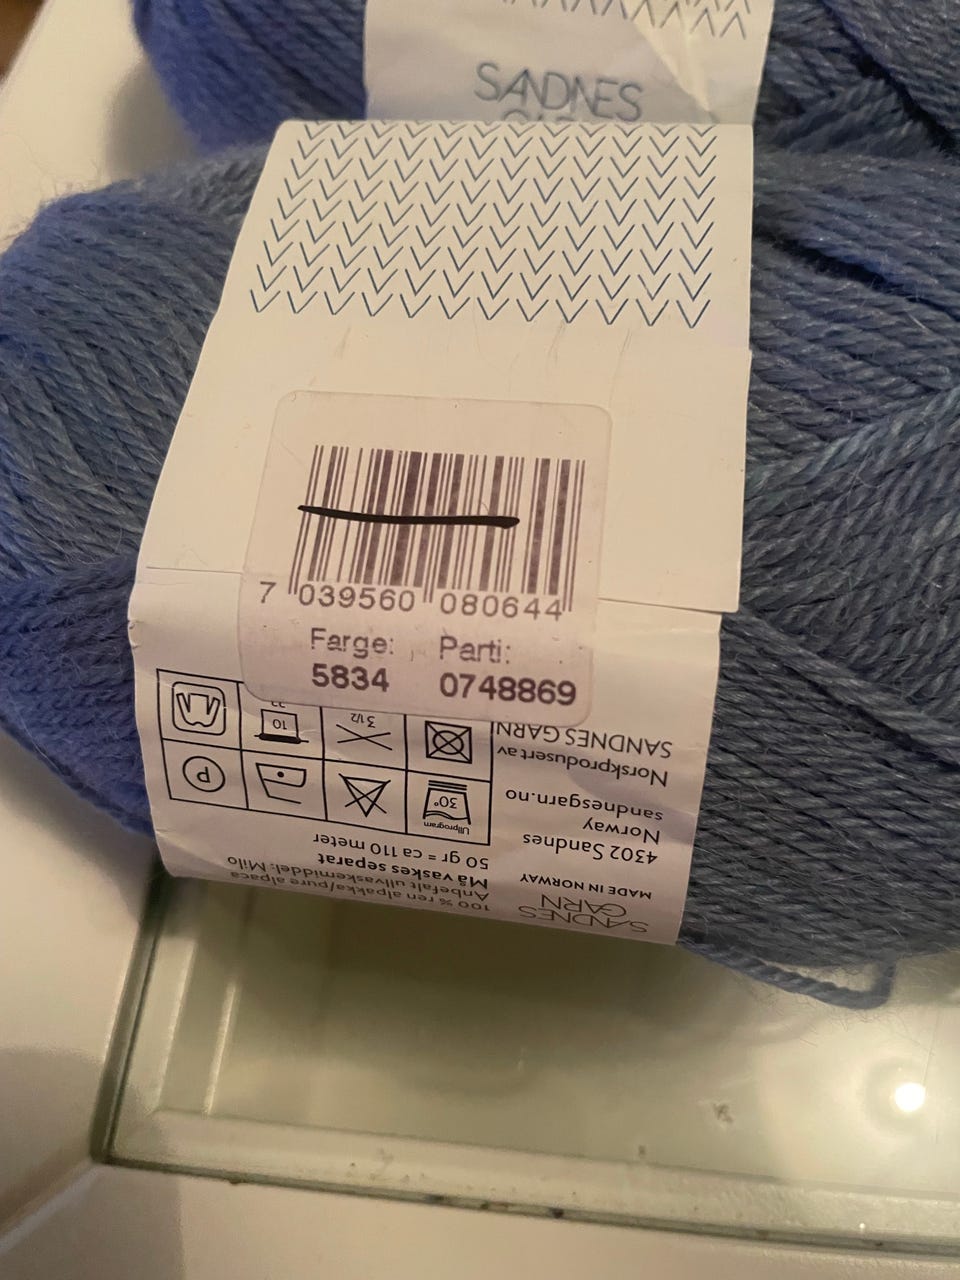 SANDNES
7 039560 080644
Farge: Parti:
5834 0748869
SANDNES
GARN
MADE IN NORWAY
4302 Sandnes
Norway
sandnesgarn.no
Norskprodusert av
SANDNES GARN
100 % ren alpakka/pure alpaca
Anbefalt ullvaskemiddel: Milo
Må vaskes separat
50 gr = ca 110 meter
Ullprogram
30°
P
10
22
3 1/2